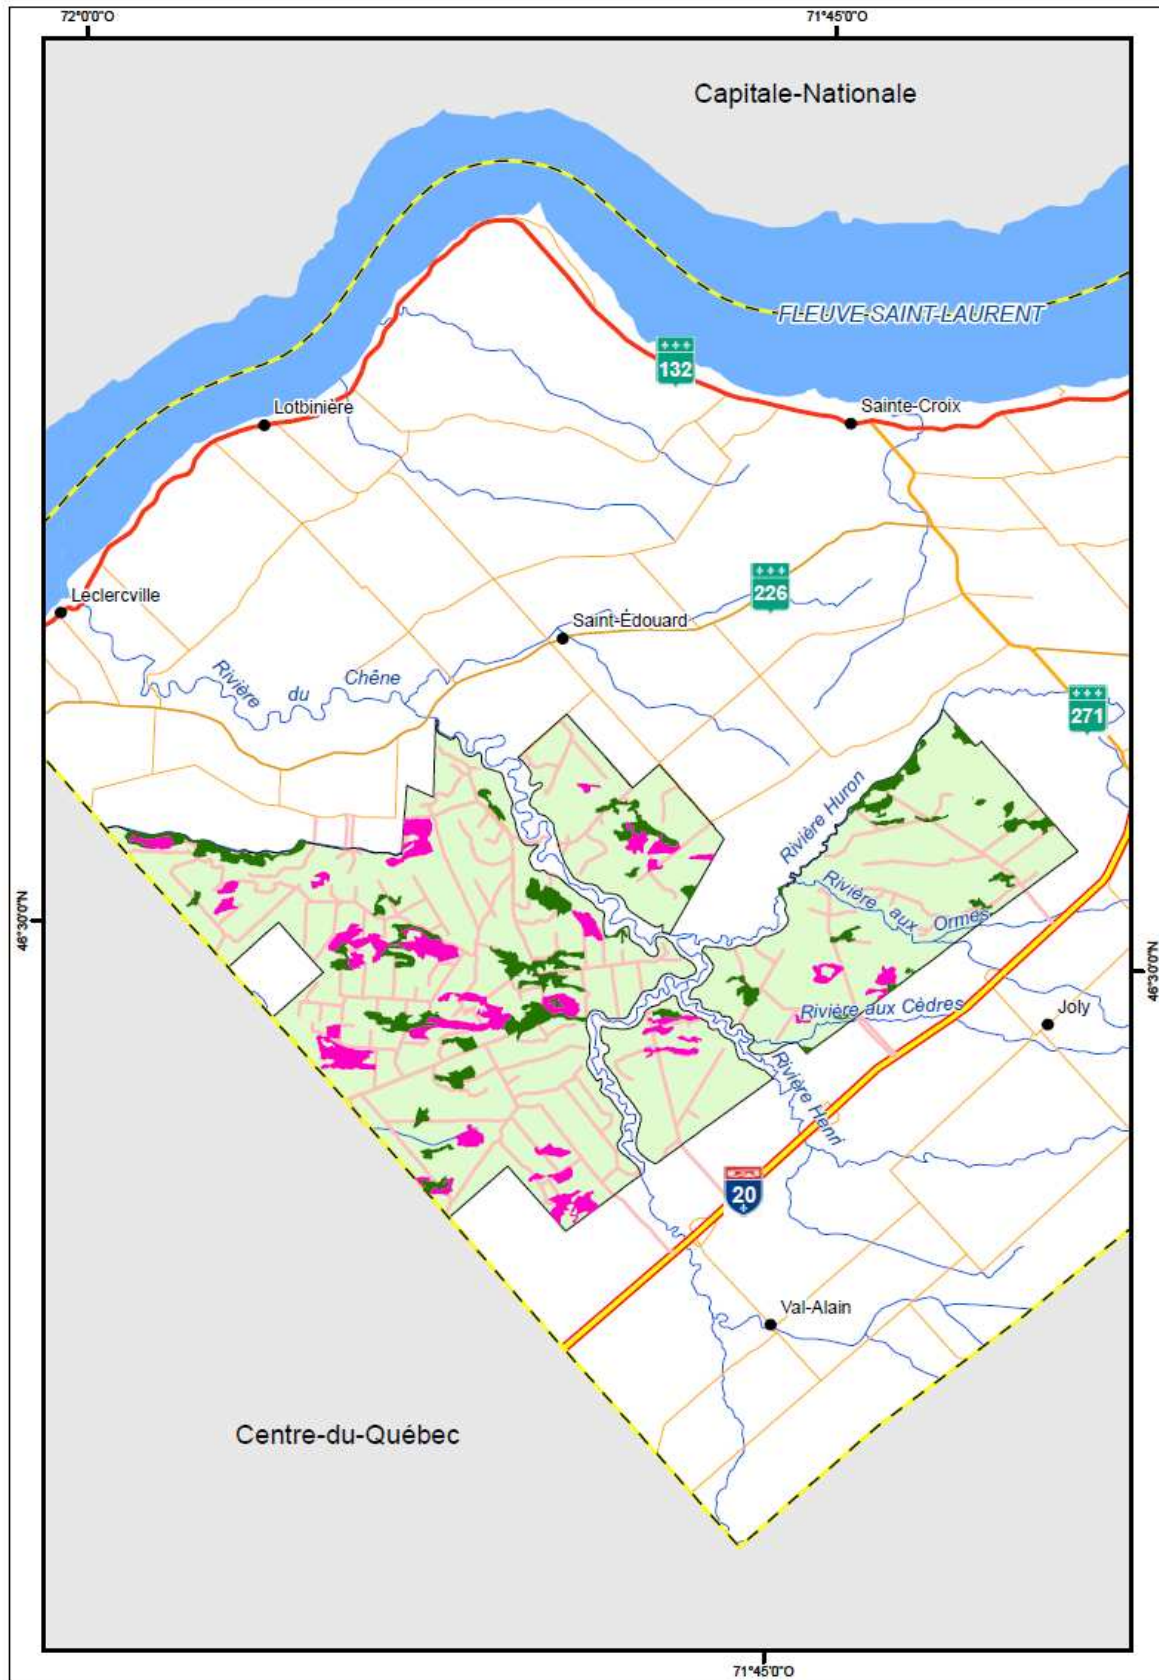 72°0'0"O
71°45'0"O
Capitale-Nationale
FLEUVE SAINT-LAURENT
132
Lotbinière
Sainte-Croix
226
Leclercville
Saint-Édouard
Rivière du Chêne
271
Rivière Huron
Rivière aux Ormes
46°30'0"N
46°30'0"N
Rivière aux Cèdres
Joly
Rivière Henri
20
Val-Alain
Centre-du-Québec
71°45'0"O